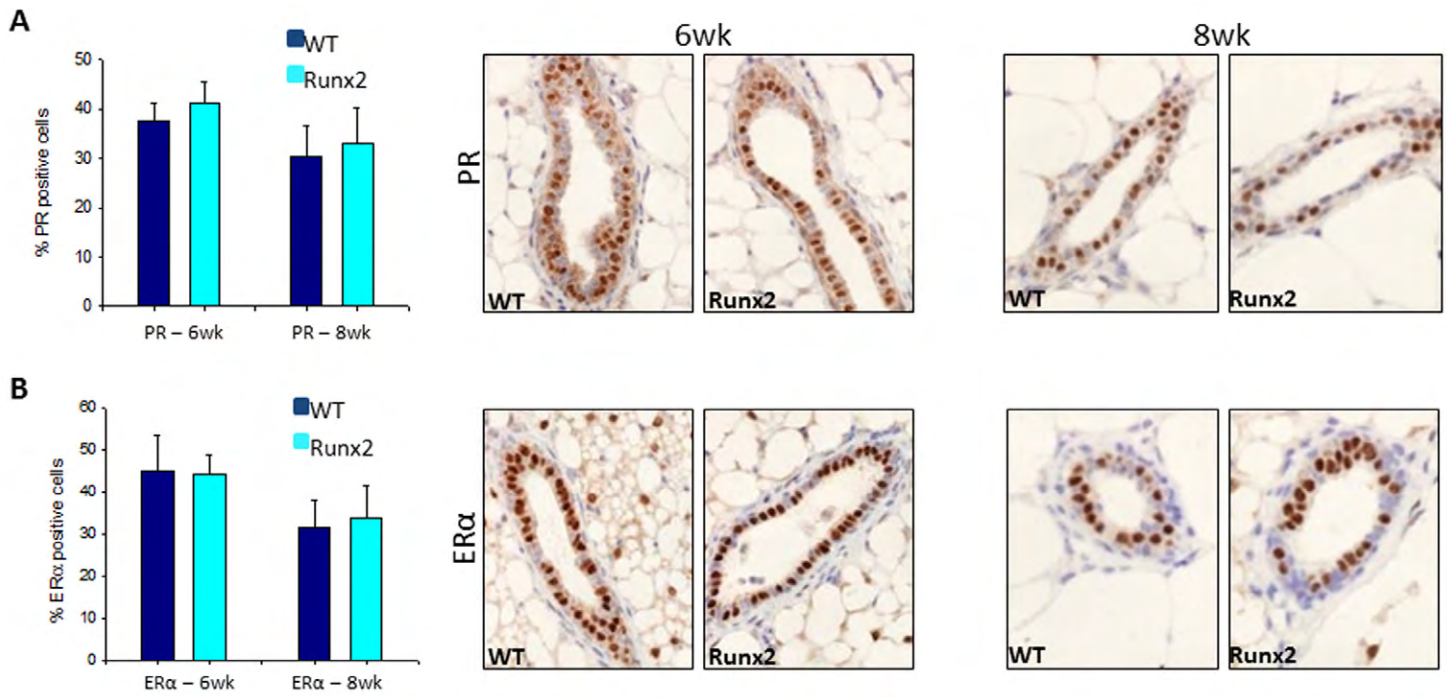 A
WT
Runx2
50
40
30
20
10
0
% PR positive cells
PR – 6wk
PR – 8wk
6wk
8wk
PR
WT
Runx2
WT
Runx2
B
WT
Runx2
60
50
40
30
20
10
0
% ERα positive cells
ERα – 6wk
ERα – 8wk
ERα
WT
Runx2
WT
Runx2